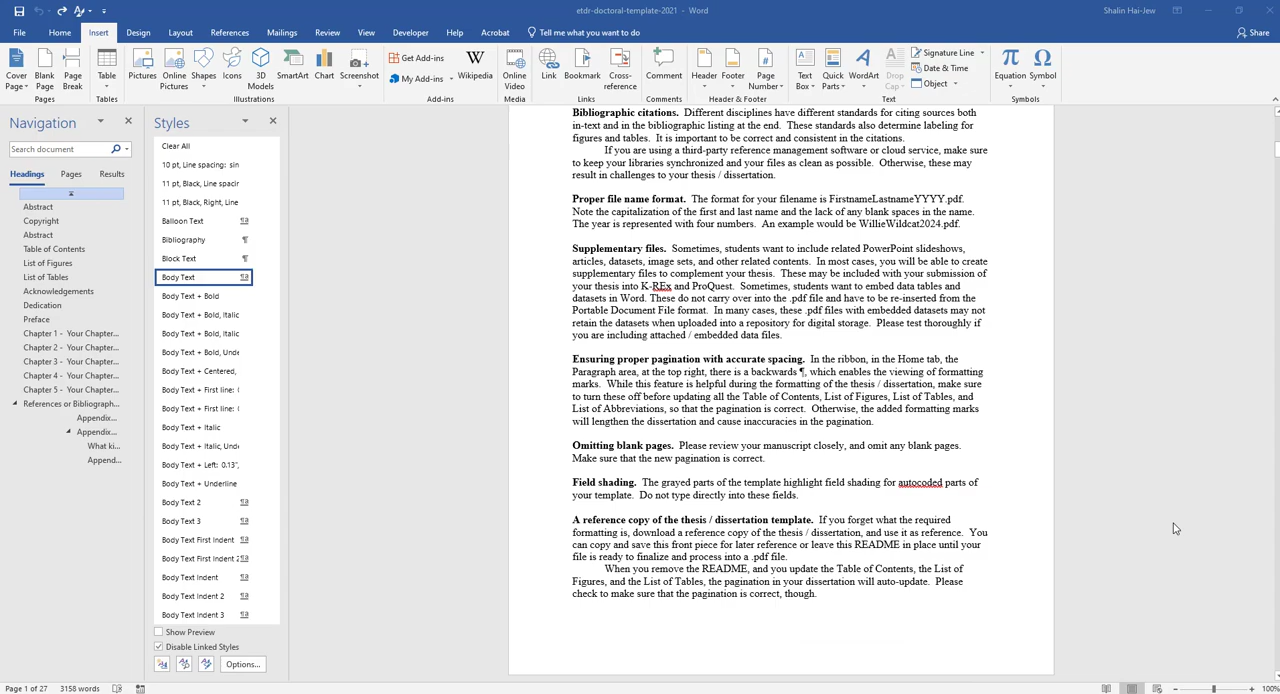 etdr-doctoral-template-2021 - Word
Shalin Hai-Jew
File Home Insert Design Layout References Mailings Review View Developer Help Acrobat Tell me what you want to do Share
Cover Page
Blank Page
Page Break
Pages
Table
Tables
Pictures
Online Pictures
Shapes
Icons
3D Models
SmartArt
Chart
Screenshot
Illustrations
Get Add-ins
My Add-ins
Wikipedia
Add-ins
Online Video
Media
Link
Bookmark
Cross-reference
Links
Comment
Comments
Header
Footer
Page Number
Header & Footer
Text Box
Quick Parts
WordArt
Drop Cap
Signature Line
Date & Time
Object
Text
Equation
Symbol
Symbols
Navigation
Search document
Headings Pages Results
Abstract
Copyright
Abstract
Table of Contents
List of Figures
List of Tables
Acknowledgements
Dedication
Preface
Chapter 1 - Your Chapter...
Chapter 2 - Your Chapter...
Chapter 3 - Your Chapter...
Chapter 4 - Your Chapter...
Chapter 5 - Your Chapter...
References or Bibliograph...
Appendix...
Appendix...
What ki...
Append...
Styles
Clear All
10 pt, Line spacing: sin
11 pt, Black, Line spacir
11 pt, Black, Right, Line
Balloon Text
Bibliography
Block Text
Body Text
Body Text + Bold
Body Text + Bold, Italic
Body Text + Bold, Italic
Body Text + Bold, Unde
Body Text + Centered,
Body Text + First line: (
Body Text + First line: (
Body Text + Italic
Body Text + Italic, Unde
Body Text + Left: 0.13",
Body Text + Underline
Body Text 2
Body Text 3
Body Text First Indent
Body Text First Indent 2
Body Text Indent
Body Text Indent 2
Body Text Indent 3
Show Preview
Disable Linked Styles
Options...
Bibliographic citations. Different disciplines have different standards for citing sources both
in-text and in the bibliographic listing at the end. These standards also determine labeling for
figures and tables. It is important to be correct and consistent in the citations.
If you are using a third-party reference management software or cloud service, make sure
to keep your libraries synchronized and your files as clean as possible. Otherwise, these may
result in challenges to your thesis / dissertation.
Proper file name format. The format for your filename is FirstnameLastnameYYYY.pdf.
Note the capitalization of the first and last name and the lack of any blank spaces in the name.
The year is represented with four numbers. An example would be WillieWildcat2024.pdf.
Supplementary files. Sometimes, students want to include related PowerPoint slideshows,
articles, datasets, image sets, and other related contents. In most cases, you will be able to create
supplementary files to complement your thesis. These may be included with your submission of
your thesis into K-REx and ProQuest. Sometimes, students want to embed data tables and
datasets in Word. These do not carry over into the .pdf file and have to be re-inserted from the
Portable Document File format. In many cases, these .pdf files with embedded datasets may not
retain the datasets when uploaded into a repository for digital storage. Please test thoroughly if
you are including attached / embedded data files.
Ensuring proper pagination with accurate spacing. In the ribbon, in the Home tab, the
Paragraph area, at the top right, there is a backwards ¶, which enables the viewing of formatting
marks. While this feature is helpful during the formatting of the thesis / dissertation, make sure
to turn these off before updating all the Table of Contents, List of Figures, List of Tables, and
List of Abbreviations, so that the pagination is correct. Otherwise, the added formatting marks
will lengthen the dissertation and cause inaccuracies in the pagination.
Omitting blank pages. Please review your manuscript closely, and omit any blank pages.
Make sure that the new pagination is correct.
Field shading. The grayed parts of the template highlight field shading for autocoded parts of
your template. Do not type directly into these fields.
A reference copy of the thesis / dissertation template. If you forget what the required
formatting is, download a reference copy of the thesis / dissertation, and use it as reference. You
can copy and save this front piece for later reference or leave this README in place until your
file is ready to finalize and process into a .pdf file.
When you remove the README, and you update the Table of Contents, the List of
Figures, and the List of Tables, the pagination in your dissertation will auto-update. Please
check to make sure that the pagination is correct, though.
Page 1 of 27 3158 words
100%